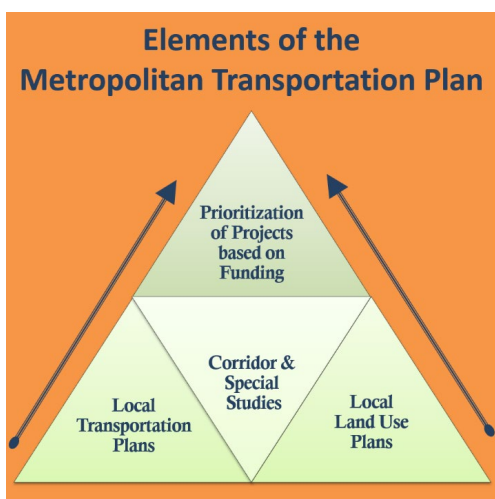 Elements of the
Metropolitan Transportation Plan
Prioritization
of Projects
based on
Funding
Corridor &
Special
Studies
Local
Transportation
Plans
Local
Land Use
Plans